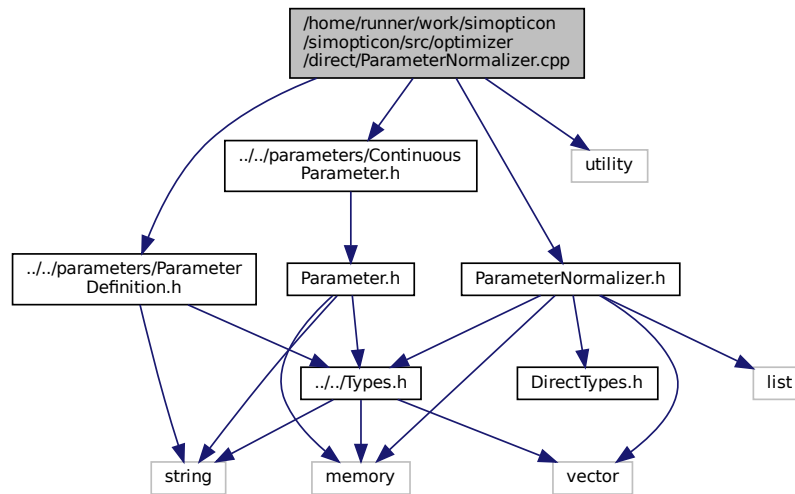 /home/runner/work/simopticon
/simopticon/src/optimizer
/direct/ParameterNormalizer.cpp
../../parameters/Continuous
Parameter.h
utility
../../parameters/Parameter
Definition.h
Parameter.h
ParameterNormalizer.h
../../Types.h
DirectTypes.h
list
string
memory
vector